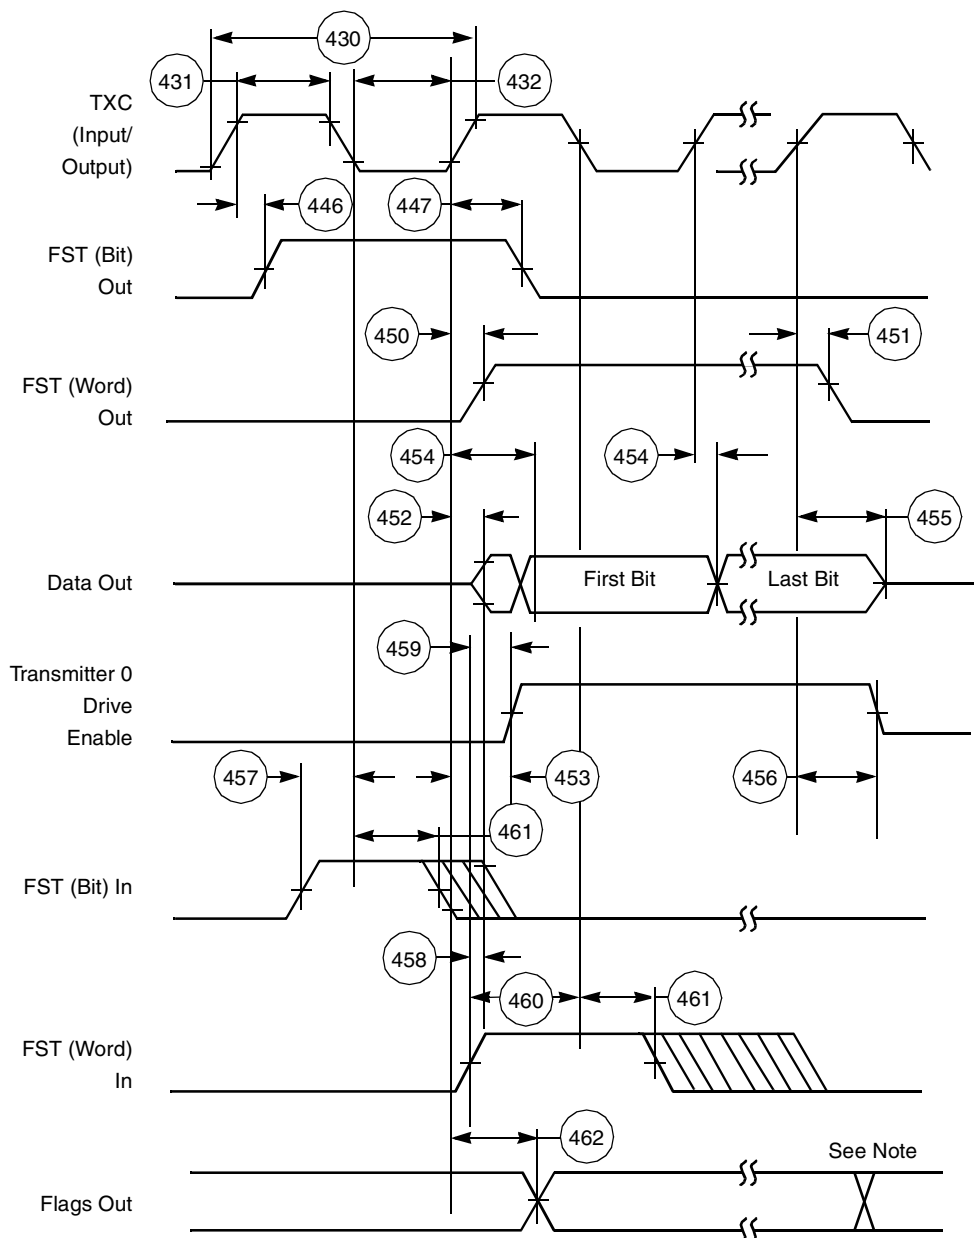 430
431
432
TXC
(Input/
Output)
446
447
FST (Bit)
Out
450
451
FST (Word)
Out
454
454
452
455
Data Out
First Bit
Last Bit
459
Transmitter 0
Drive
Enable
457
453
456
461
FST (Bit) In
458
460
461
FST (Word)
In
462
See Note
Flags Out